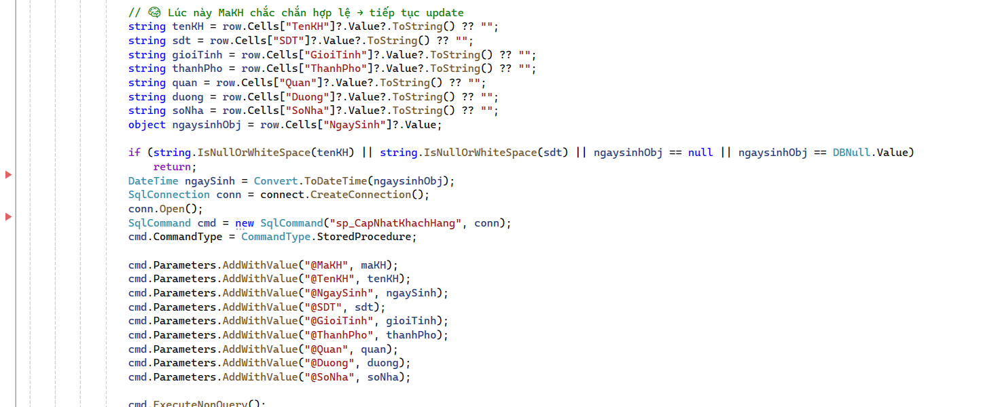 // 🧠 Lúc này MaKH chắc chắn hợp lệ → tiếp tục update
string tenKH = row.Cells["TenKH"]?.Value?.ToString() ?? "";
string sdt = row.Cells["SDT"]?.Value?.ToString() ?? "";
string gioiTinh = row.Cells["GioiTinh"]?.Value?.ToString() ?? "";
string thanhPho = row.Cells["ThanhPho"]?.Value?.ToString() ?? "";
string quan = row.Cells["Quan"]?.Value?.ToString() ?? "";
string duong = row.Cells["Duong"]?.Value?.ToString() ?? "";
string soNha = row.Cells["SoNha"]?.Value?.ToString() ?? "";
object ngaysinhObj = row.Cells["NgaySinh"]?.Value;
if (string.IsNullOrWhiteSpace(tenKH) || string.IsNullOrWhiteSpace(sdt) || ngaysinhObj == null || ngaysinhObj == DBNull.Value)
return;
DateTime ngaySinh = Convert.ToDateTime(ngaysinhObj);
SqlConnection conn = connect.CreateConnection();
conn.Open();
SqlCommand cmd = new SqlCommand("sp_CapNhatKhachHang", conn);
cmd.CommandType = CommandType.StoredProcedure;
cmd.Parameters.AddWithValue("@MaKH", maKH);
cmd.Parameters.AddWithValue("@TenKH", tenKH);
cmd.Parameters.AddWithValue("@NgaySinh", ngaySinh);
cmd.Parameters.AddWithValue("@SDT", sdt);
cmd.Parameters.AddWithValue("@GioiTinh", gioiTinh);
cmd.Parameters.AddWithValue("@ThanhPho", thanhPho);
cmd.Parameters.AddWithValue("@Quan", quan);
cmd.Parameters.AddWithValue("@Duong", duong);
cmd.Parameters.AddWithValue("@SoNha", soNha);
cmd.ExecuteNonQuery();